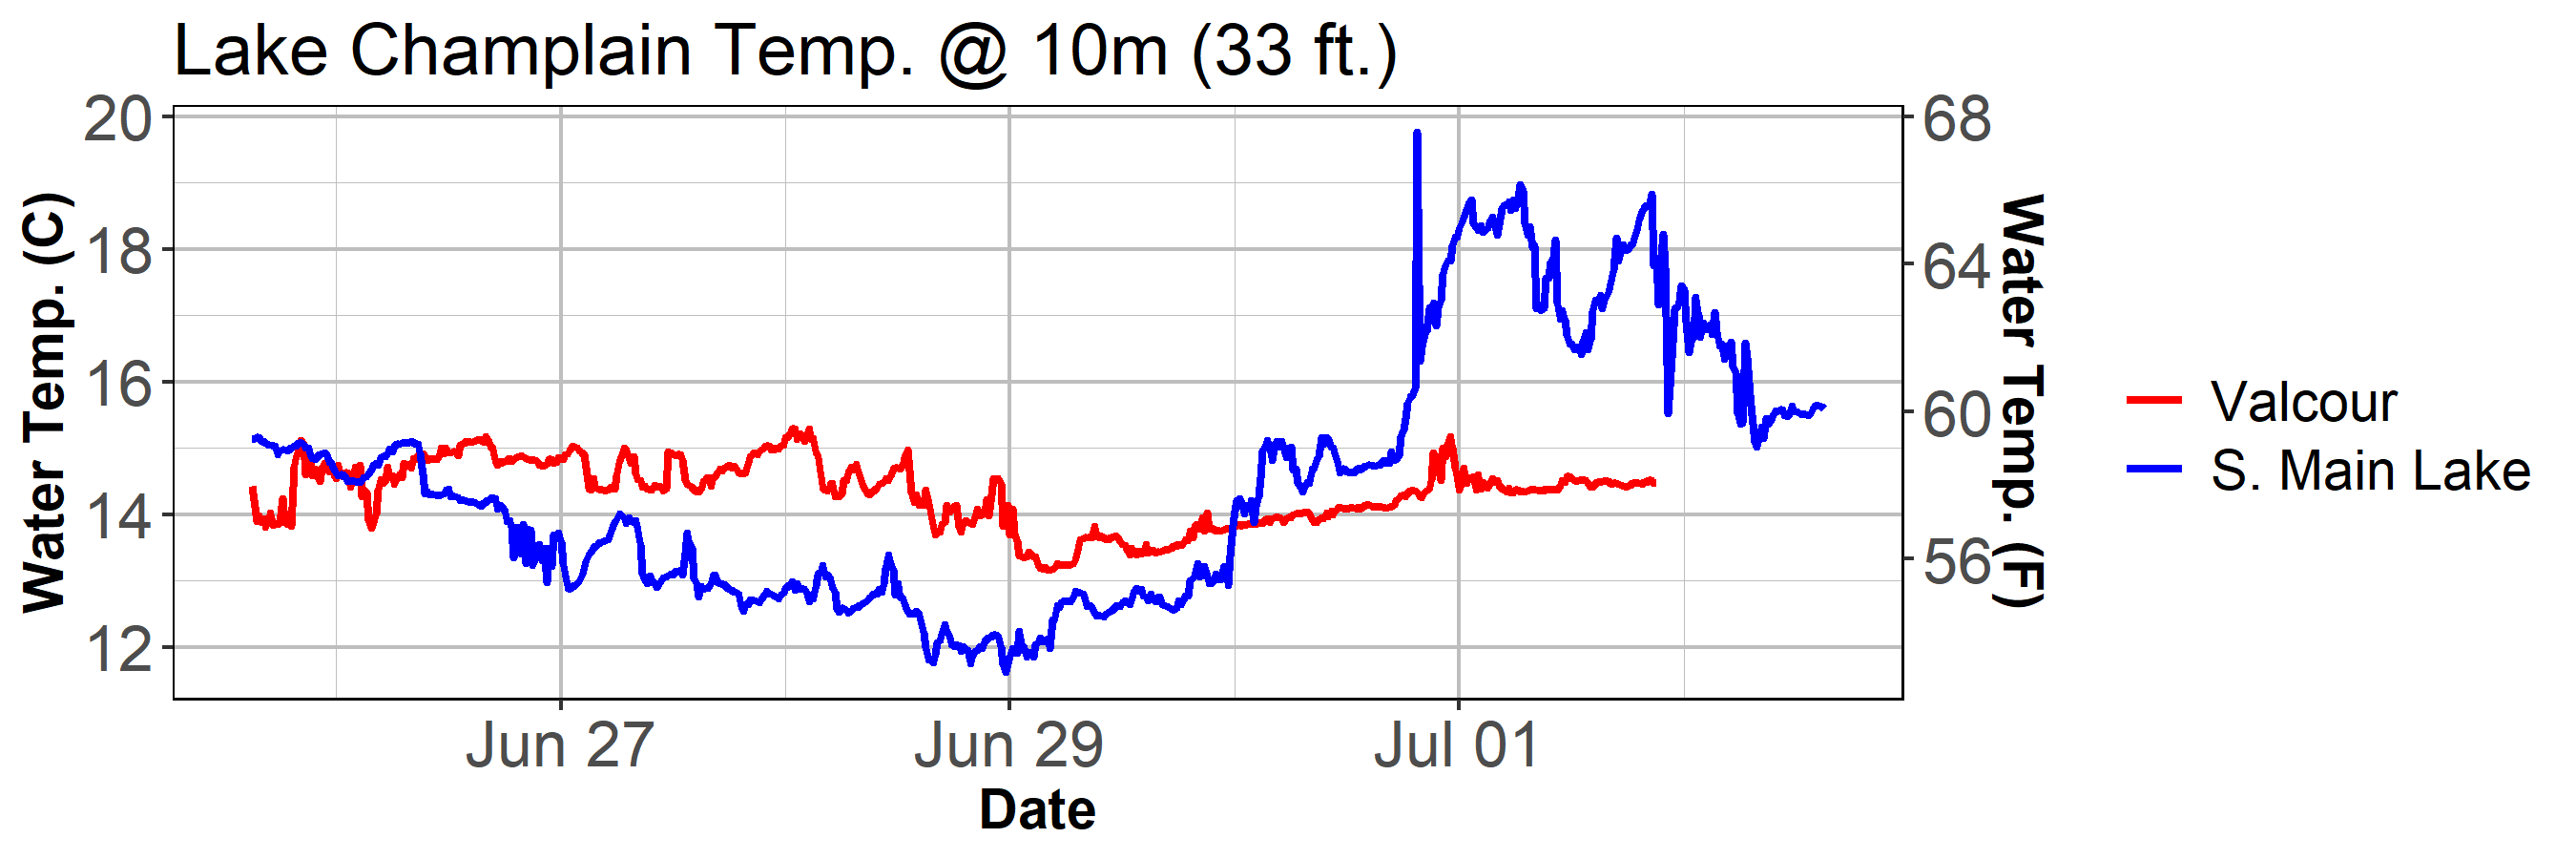 Lake Champlain Temp. @ 10m (33 ft.)
Water Temp. (C)
20
18
16
14
12
68
64
60
56
Water Temp. (F)
Jun 27
Jun 29
Jul 01
Date
Valcour
S. Main Lake